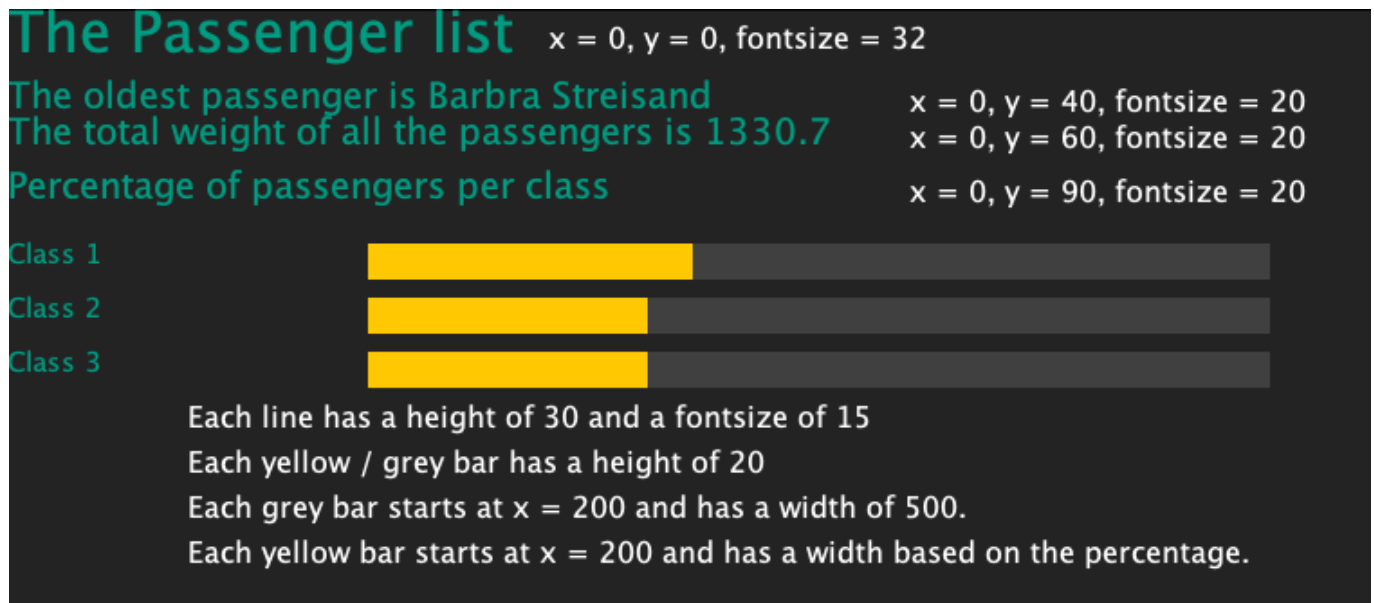 The Passenger list x = 0, y = 0, fontsize = 32
The oldest passenger is Barbra Streisand x = 0, y = 40, fontsize = 20
The total weight of all the passengers is 1330.7 x = 0, y = 60, fontsize = 20
Percentage of passengers per class x = 0, y = 90, fontsize = 20
Class 1
Class 2
Class 3
Each line has a height of 30 and a fontsize of 15
Each yellow / grey bar has a height of 20
Each grey bar starts at x = 200 and has a width of 500.
Each yellow bar starts at x = 200 and has a width based on the percentage.